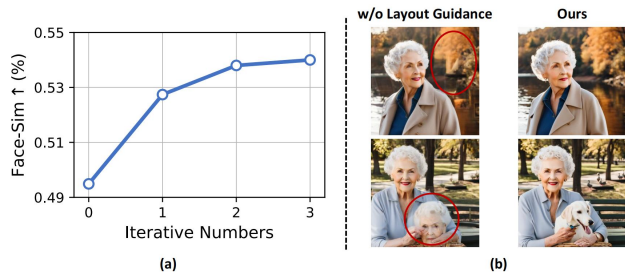 0.55
0.53
0.51
0.49
Face-Sim ↑ (%)
0 1 2 3
Iterative Numbers
(a)
w/o Layout Guidance Ours
(b)